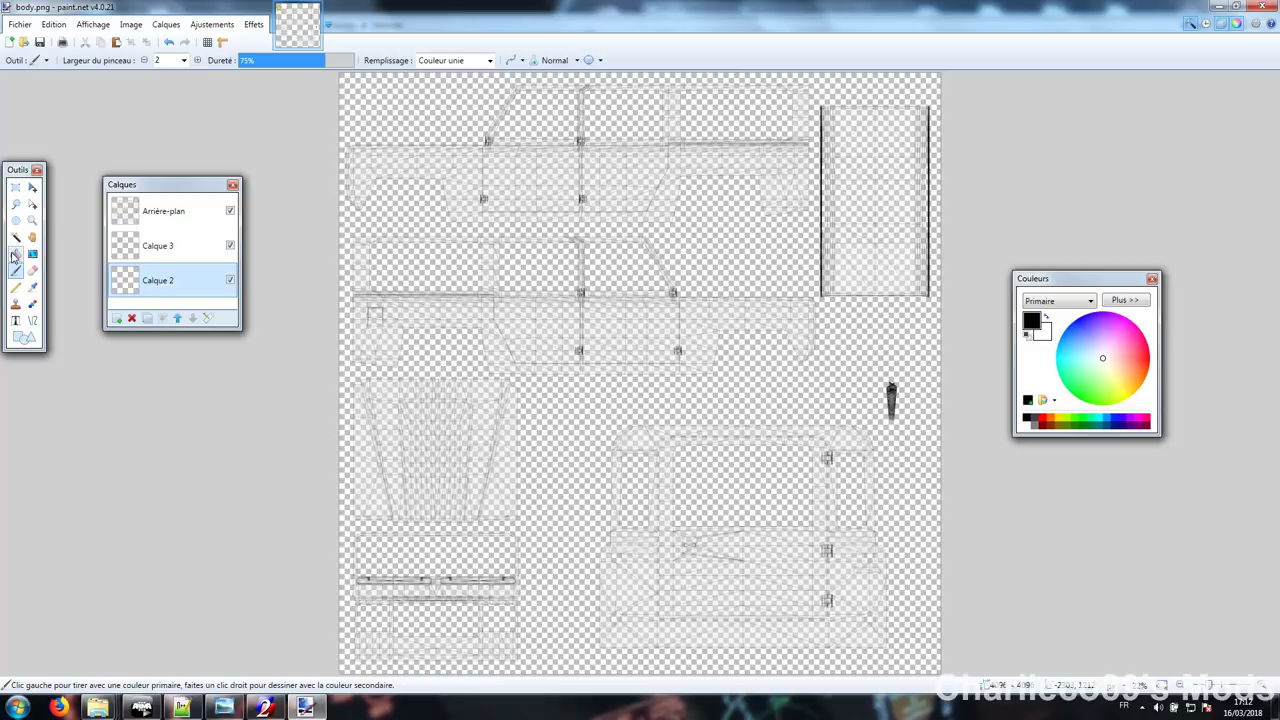 body.png - paint.net v4.0.21
Fichier Edition Affichage Image Calques Ajustements Effets
Outil : Largeur du pinceau : 2 Dureté : 75% Remplissage : Couleur unie Normal
Outils
Calques
Arrière-plan
Calque 3
Calque 2
Couleurs
Primaire Plus >>
Clic gauche pour tirer avec une couleur primaire, faites un clic droit pour dessiner avec la couleur secondaire.
FR
17:12
16/03/2018